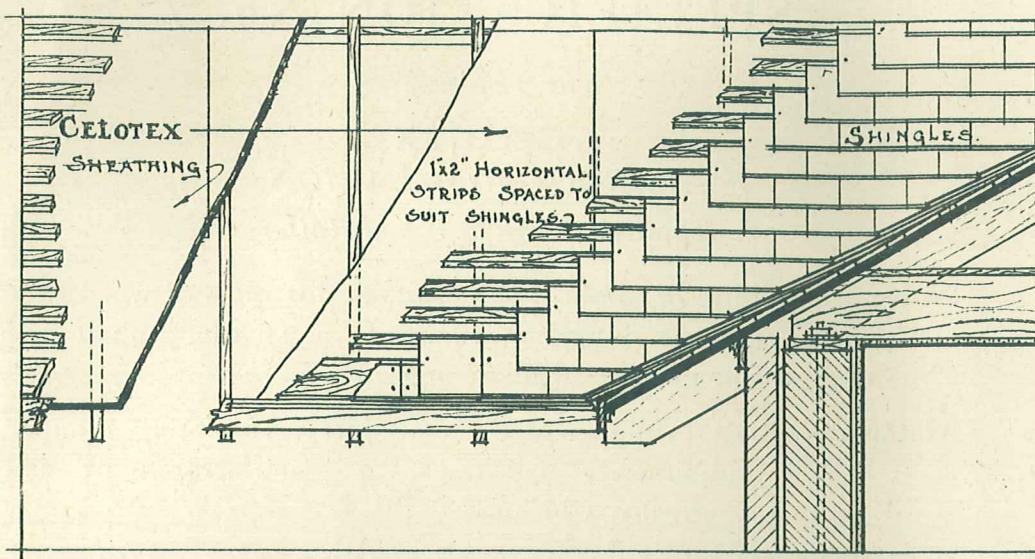 CELOTEX
SHEATHING
1"x2" HORIZONTAL
STRIPS SPACED TO
SUIT SHINGLES
SHINGLES.